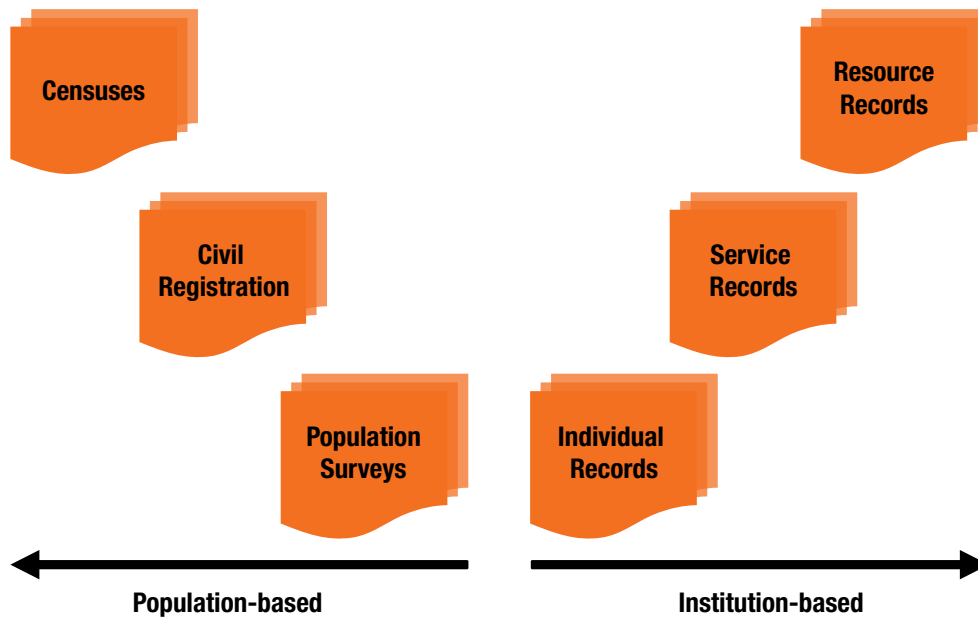 Censuses
Resource
Records
Civil
Registration
Service
Records
Population
Surveys
Individual
Records
Population-based
Institution-based